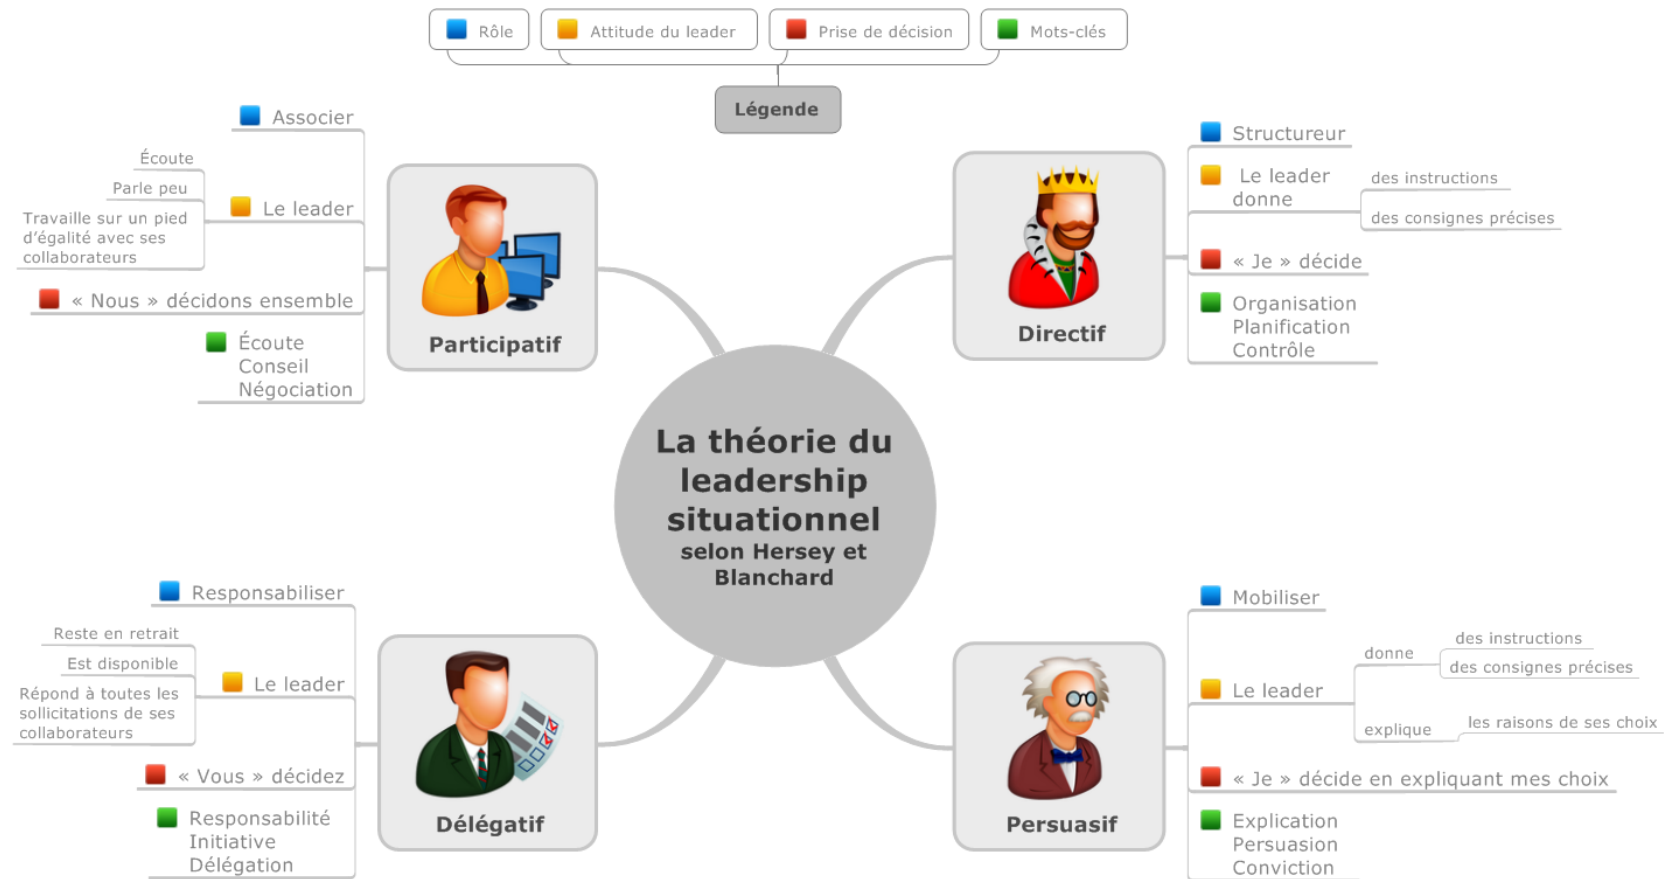 Rôle
Attitude du leader
Prise de décision
Mots-clés
Légende
Associer
Écoute
Parle peu
Travaille sur un pied
d’égalité avec ses
collaborateurs
Le leader
« Nous » décidons ensemble
Écoute
Conseil
Négociation
Participatif
Structureur
Le leader
donne
des instructions
des consignes précises
« Je » décide
Organisation
Planification
Contrôle
Directif
La théorie du
leadership
situationnel
selon Hersey et
Blanchard
Responsabiliser
Reste en retrait
Est disponible
Répond à toutes les
sollicitations de ses
collaborateurs
Le leader
« Vous » décidez
Responsabilité
Initiative
Délégation
Délégatif
Mobiliser
Le leader
donne
des instructions
des consignes précises
explique
les raisons de ses choix
« Je » décide en expliquant mes choix
Explication
Persuasion
Conviction
Persuasif